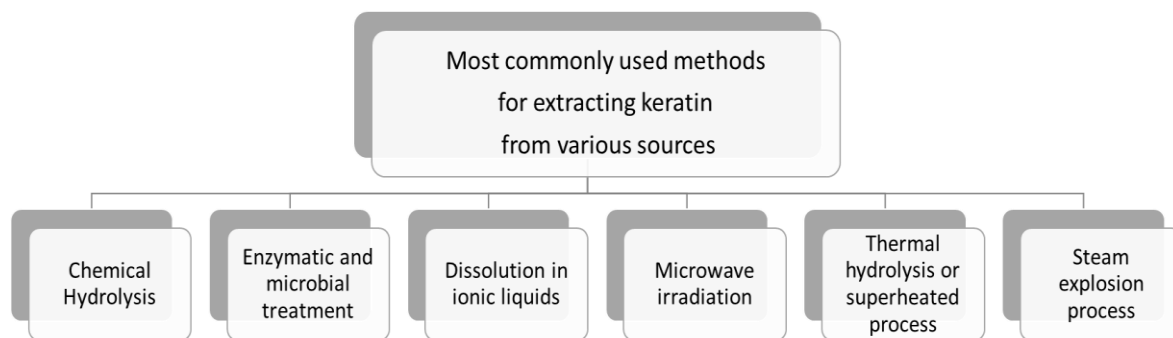 Most commonly used methods
for extracting keratin
from various sources
Chemical
Hydrolysis
Enzymatic and
microbial
treatment
Dissolution in
ionic liquids
Microwave
irradiation
Thermal
hydrolysis or
superheated
process
Steam
explosion
process